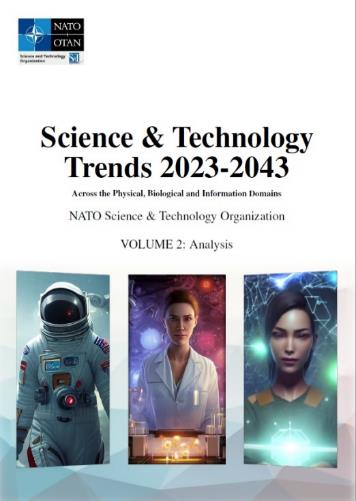 NATO
OTAN
Science and Technology
Organization
Science & Technology
Trends 2023-2043
Across the Physical, Biological and Information Domains
NATO Science & Technology Organization
VOLUME 2: Analysis